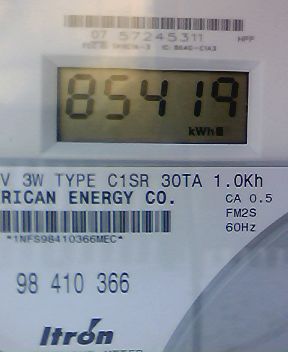 07 57245311
85419
kWh
V 3W TYPE C1SR 30TA 1.0Kh
RICAN ENERGY CO.
CA 0.5
FM2S
60Hz
*1NFS98410366MEC*
98 410 366
Itrón